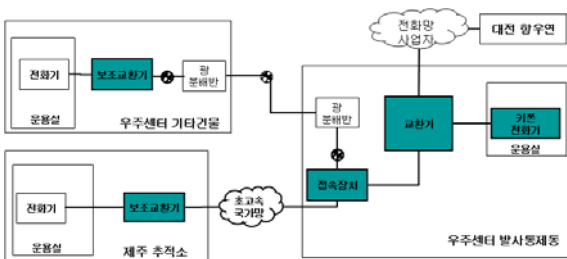 전화망
사업자
대전 항우연
전화기
보조교환기
광
분배반
운용실
우주센터 기타건물
광
분배반
교환기
키폰
전화기
운용실
접속장치
우주센터 발사통제동
전화기
보조교환기
초고속
국가망
운용실
제주 추적소